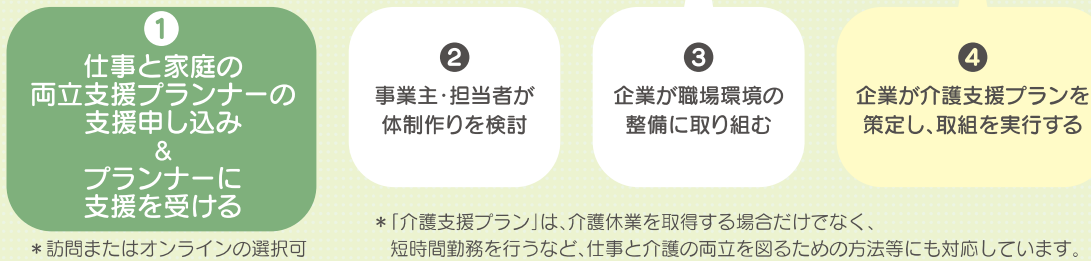 1
仕事と家庭の
両立支援プランナーの
支援申し込み
&
プランナーに
支援を受ける
*訪問またはオンラインの選択可
2
事業主・担当者が
体制作りを検討
3
企業が職場環境の
整備に取り組む
4
企業が介護支援プランを
策定し、取組を実行する
*「介護支援プラン」は、介護休業を取得する場合だけでなく、
短時間勤務を行うなど、仕事と介護の両立を図るための方法等にも対応しています。